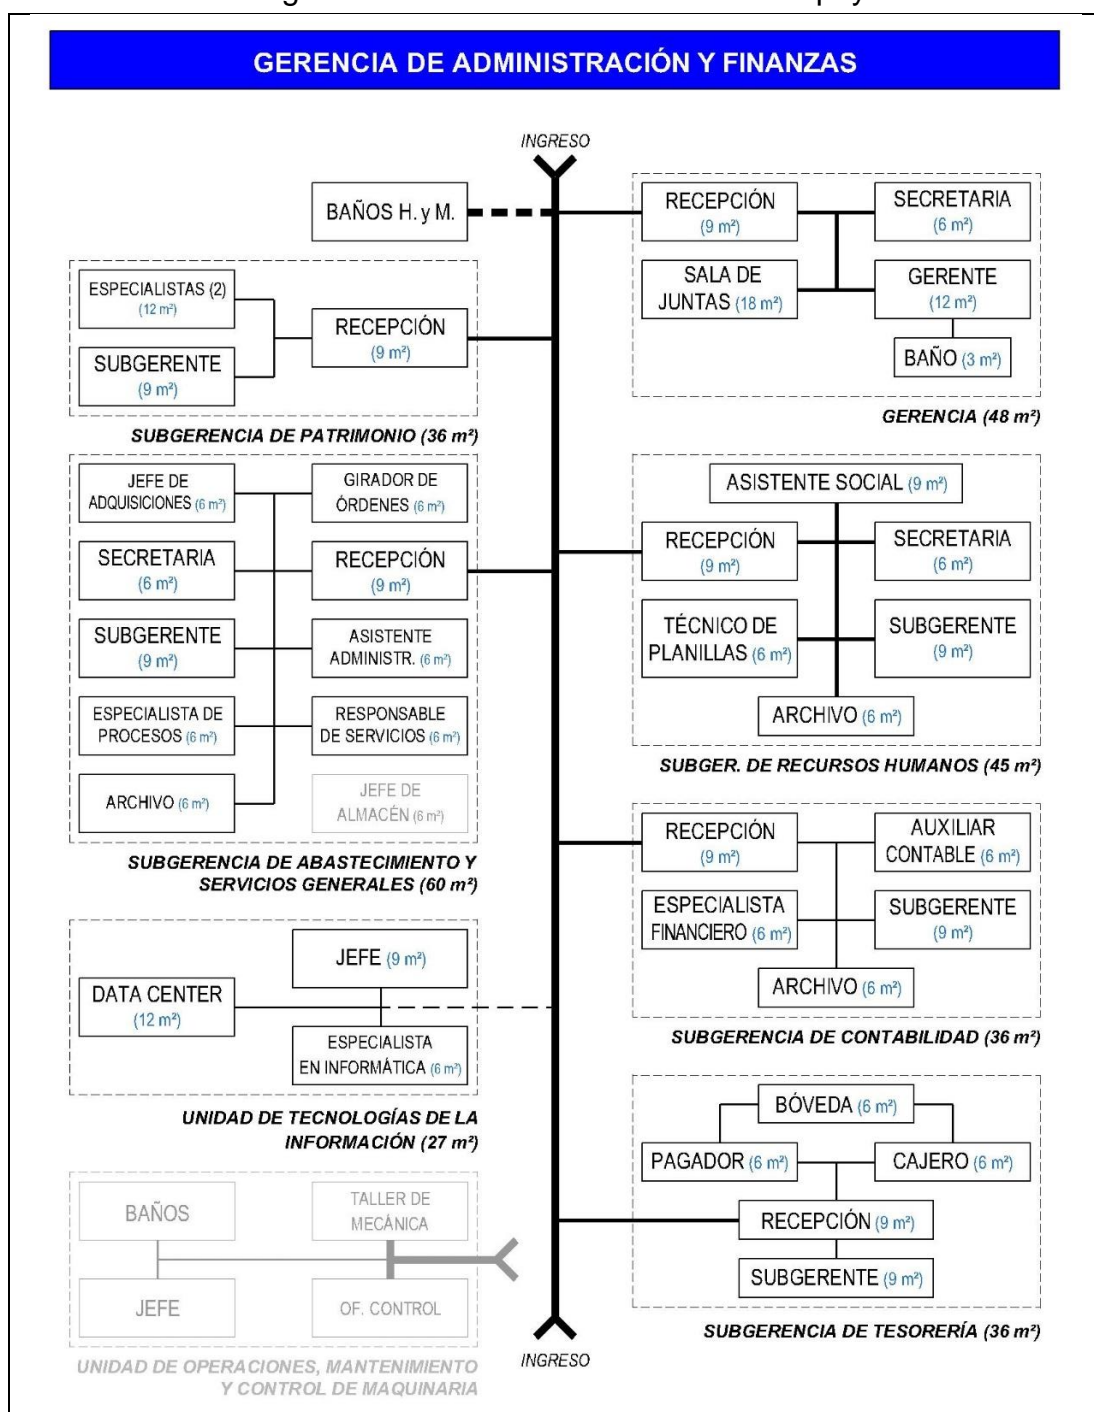 GERENCIA DE ADMINISTRACIÓN Y FINANZAS
INGRESO
BAÑOS H. y M.
RECEPCIÓN
(9 m²)
SECRETARIA
(6 m²)
SALA DE
JUNTAS (18 m²)
GERENTE
(12 m²)
BAÑO (3 m²)
GERENCIA (48 m²)
ESPECIALISTAS (2)
(12 m²)
RECEPCIÓN
(9 m²)
SUBGERENTE
(9 m²)
SUBGERENCIA DE PATRIMONIO (36 m²)
JEFE DE
ADQUISICIONES (6 m²)
GIRADOR DE
ÓRDENES (6 m²)
SECRETARIA
(6 m²)
RECEPCIÓN
(9 m²)
SUBGERENTE
(9 m²)
ASISTENTE
ADMINISTR. (6 m²)
ESPECIALISTA DE
PROCESOS (6 m²)
RESPONSABLE
DE SERVICIOS (6 m²)
ARCHIVO (6 m²)
JEFE DE
ALMACÉN (6 m²)
SUBGERENCIA DE ABASTECIMIENTO Y
SERVICIOS GENERALES (60 m²)
ASISTENTE SOCIAL (9 m²)
RECEPCIÓN
(9 m²)
SECRETARIA
(6 m²)
TÉCNICO DE
PLANILLAS (6 m²)
SUBGERENTE
(9 m²)
ARCHIVO (6 m²)
SUBGER. DE RECURSOS HUMANOS (45 m²)
RECEPCIÓN
(9 m²)
AUXILIAR
CONTABLE (6 m²)
ESPECIALISTA
FINANCIERO (6 m²)
SUBGERENTE
(9 m²)
ARCHIVO (6 m²)
SUBGERENCIA DE CONTABILIDAD (36 m²)
JEFE (9 m²)
DATA CENTER
(12 m²)
ESPECIALISTA
EN INFORMÁTICA (6 m²)
UNIDAD DE TECNOLOGÍAS DE LA
INFORMACIÓN (27 m²)
BÓVEDA (6 m²)
PAGADOR (6 m²)
CAJERO (6 m²)
RECEPCIÓN (9 m²)
SUBGERENTE (9 m²)
SUBGERENCIA DE TESORERÍA (36 m²)
BAÑOS
TALLER DE
MECÁNICA
JEFE
OF. CONTROL
UNIDAD DE OPERACIONES, MANTENIMIENTO
Y CONTROL DE MAQUINARIA
INGRESO